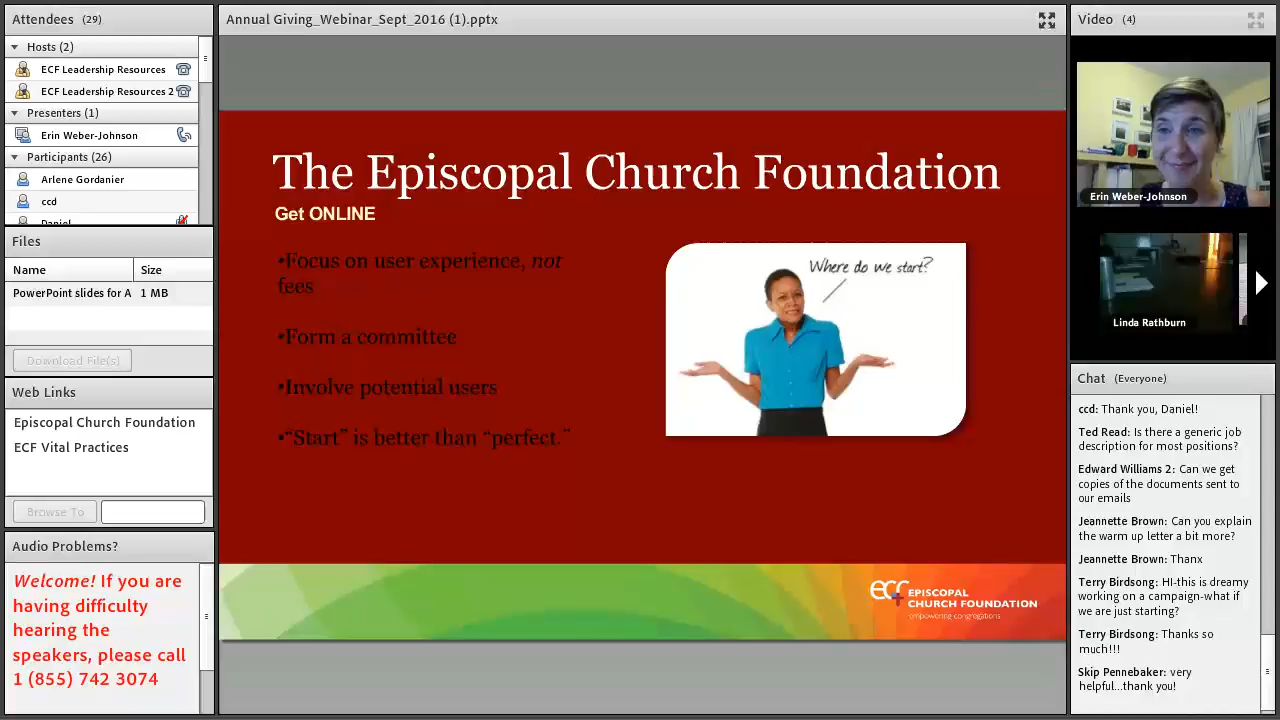 Attendees (29)
Hosts (2)
ECF Leadership Resources
ECF Leadership Resources 2
Presenters (1)
Erin Weber-Johnson
Participants (26)
Arlene Gordanier
ccd
Daniel
Files
Name Size
PowerPoint slides for A 1 MB
Download File(s)
Web Links
Episcopal Church Foundation
ECF Vital Practices
Browse To
Audio Problems?
Welcome! If you are
having difficulty
hearing the
speakers, please call
1 (855) 742 3074
Annual Giving_Webinar_Sept_2016 (1).pptx
The Episcopal Church Foundation
Get ONLINE
•Focus on user experience, not
fees
•Form a committee
•Involve potential users
•“Start” is better than “perfect.”
Where do we start?
ecf EPISCOPAL
CHURCH FOUNDATION
empowering congregations
Video (4)
Erin Weber-Johnson
Linda Rathburn
Chat (Everyone)
ccd: Thank you, Daniel!
Ted Read: Is there a generic job
description for most positions?
Edward Williams 2: Can we get
copies of the documents sent to
our emails
Jeannette Brown: Can you explain
the warm up letter a bit more?
Jeannette Brown: Thanx
Terry Birdsong: HI-this is dreamy
working on a campaign-what if
we are just starting?
Terry Birdsong: Thanks so
much!!!
Skip Pennebaker: very
helpful...thank you!